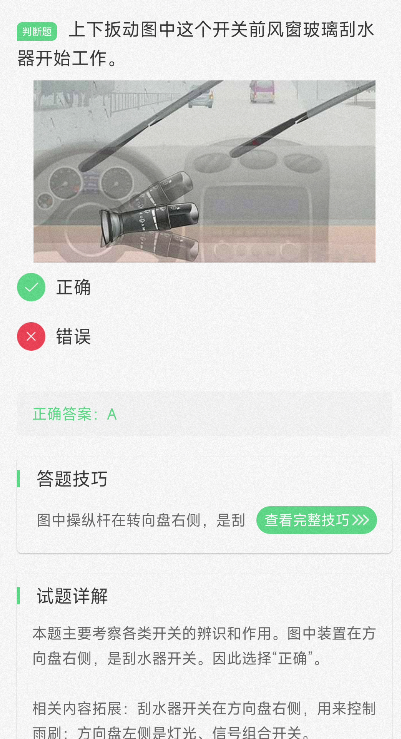 判断题 上下扳动图中这个开关前风窗玻璃刮水
器开始工作。
正确
错误
正确答案：A
答题技巧
图中操纵杆在转向盘右侧，是刮 查看完整技巧
试题详解
本题主要考察各类开关的辨识和作用。图中装置在方
向盘右侧，是刮水器开关。因此选择“正确”。
相关内容拓展：刮水器开关在方向盘右侧，用来控制
雨刷；方向盘左侧是灯光、信号组合开关。